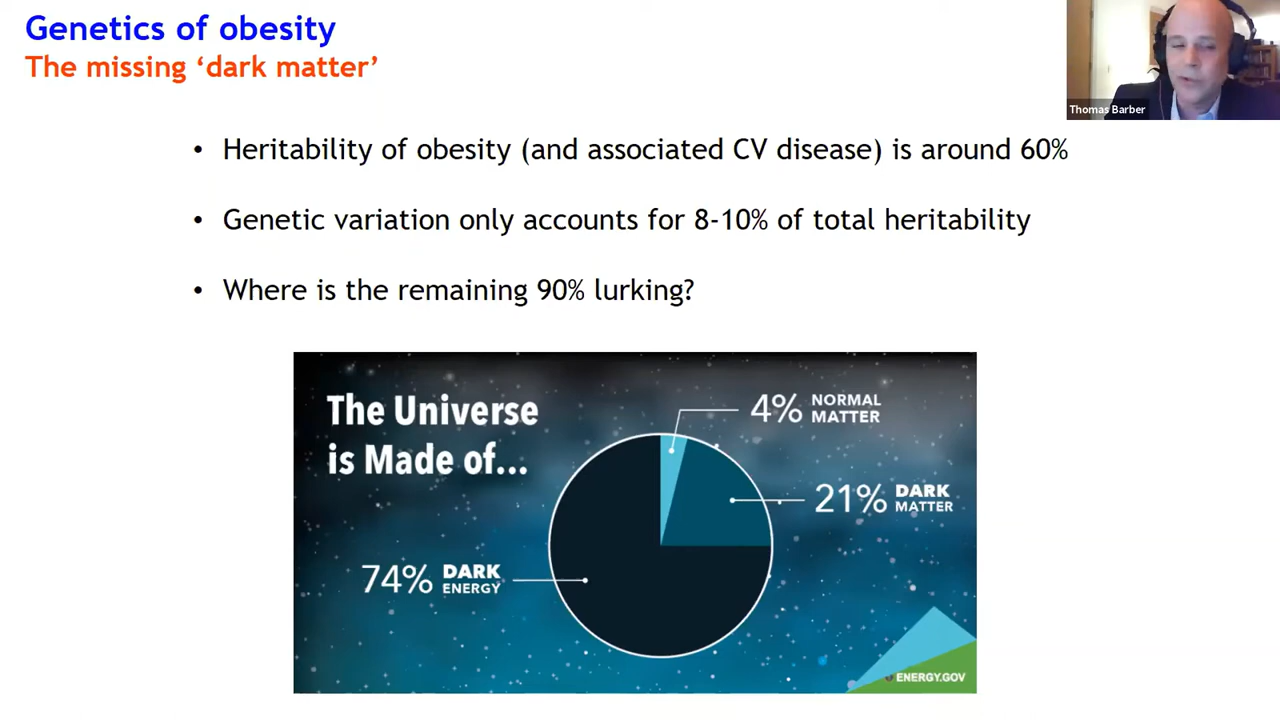 Genetics of obesity
The missing ‘dark matter’
Thomas Barber
• Heritability of obesity (and associated CV disease) is around 60%
• Genetic variation only accounts for 8-10% of total heritability
• Where is the remaining 90% lurking?
The Universe
is Made of...
4% NORMAL
MATTER
21% DARK
MATTER
74% DARK
ENERGY
ENERGY.GOV